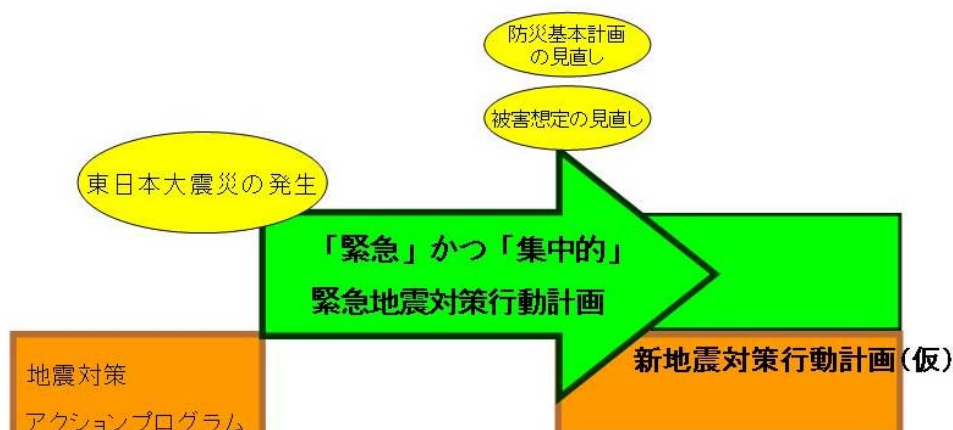 防災基本計画
の見直し
被害想定の見直し
東日本大震災の発生
「緊急」かつ「集中的」
緊急地震対策行動計画
新地震対策行動計画(仮)
地震対策
アクションプログラム